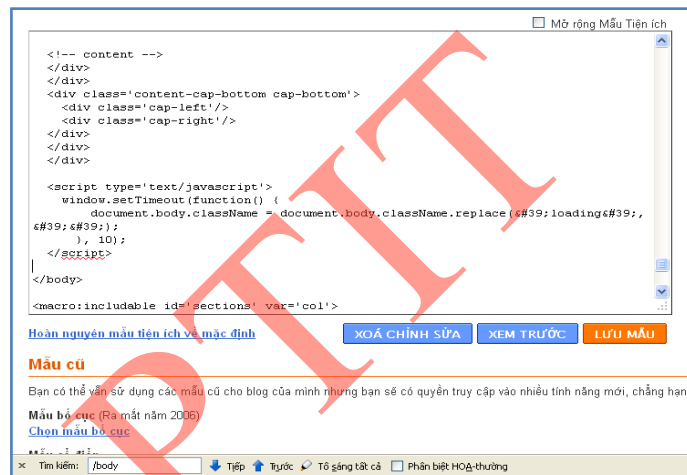 Mở rộng Mẫu Tiện ích
<!-- content -->
</div>
</div>
<div class='content-cap-bottom cap-bottom'>
<div class='cap-left'/>
<div class='cap-right'/>
</div>
</div>
</div>
<script type='text/javascript'>
window.setTimeout(function() {
document.body.className = document.body.className.replace(&#39;loading&#39;,
&#39;&#39;);
}, 10);
</script>
</body>
<macro:includable id='sections' var='col'>
Hoàn nguyên mẫu tiện ích về mặc định
XOÁ CHỈNH SỬA XEM TRƯỚC LƯU MẪU
Mẫu cũ
Bạn có thể vẫn sử dụng các mẫu cũ cho blog của mình nhưng bạn sẽ có quyền truy cập vào nhiều tính năng mới, chẳng hạn
Mẫu bố cục (Ra mắt năm 2006)
Chọn mẫu bố cục
Tìm kiếm: /body Tiếp Trước Tô sáng tất cả Phân biệt HOA-thường
PTIT